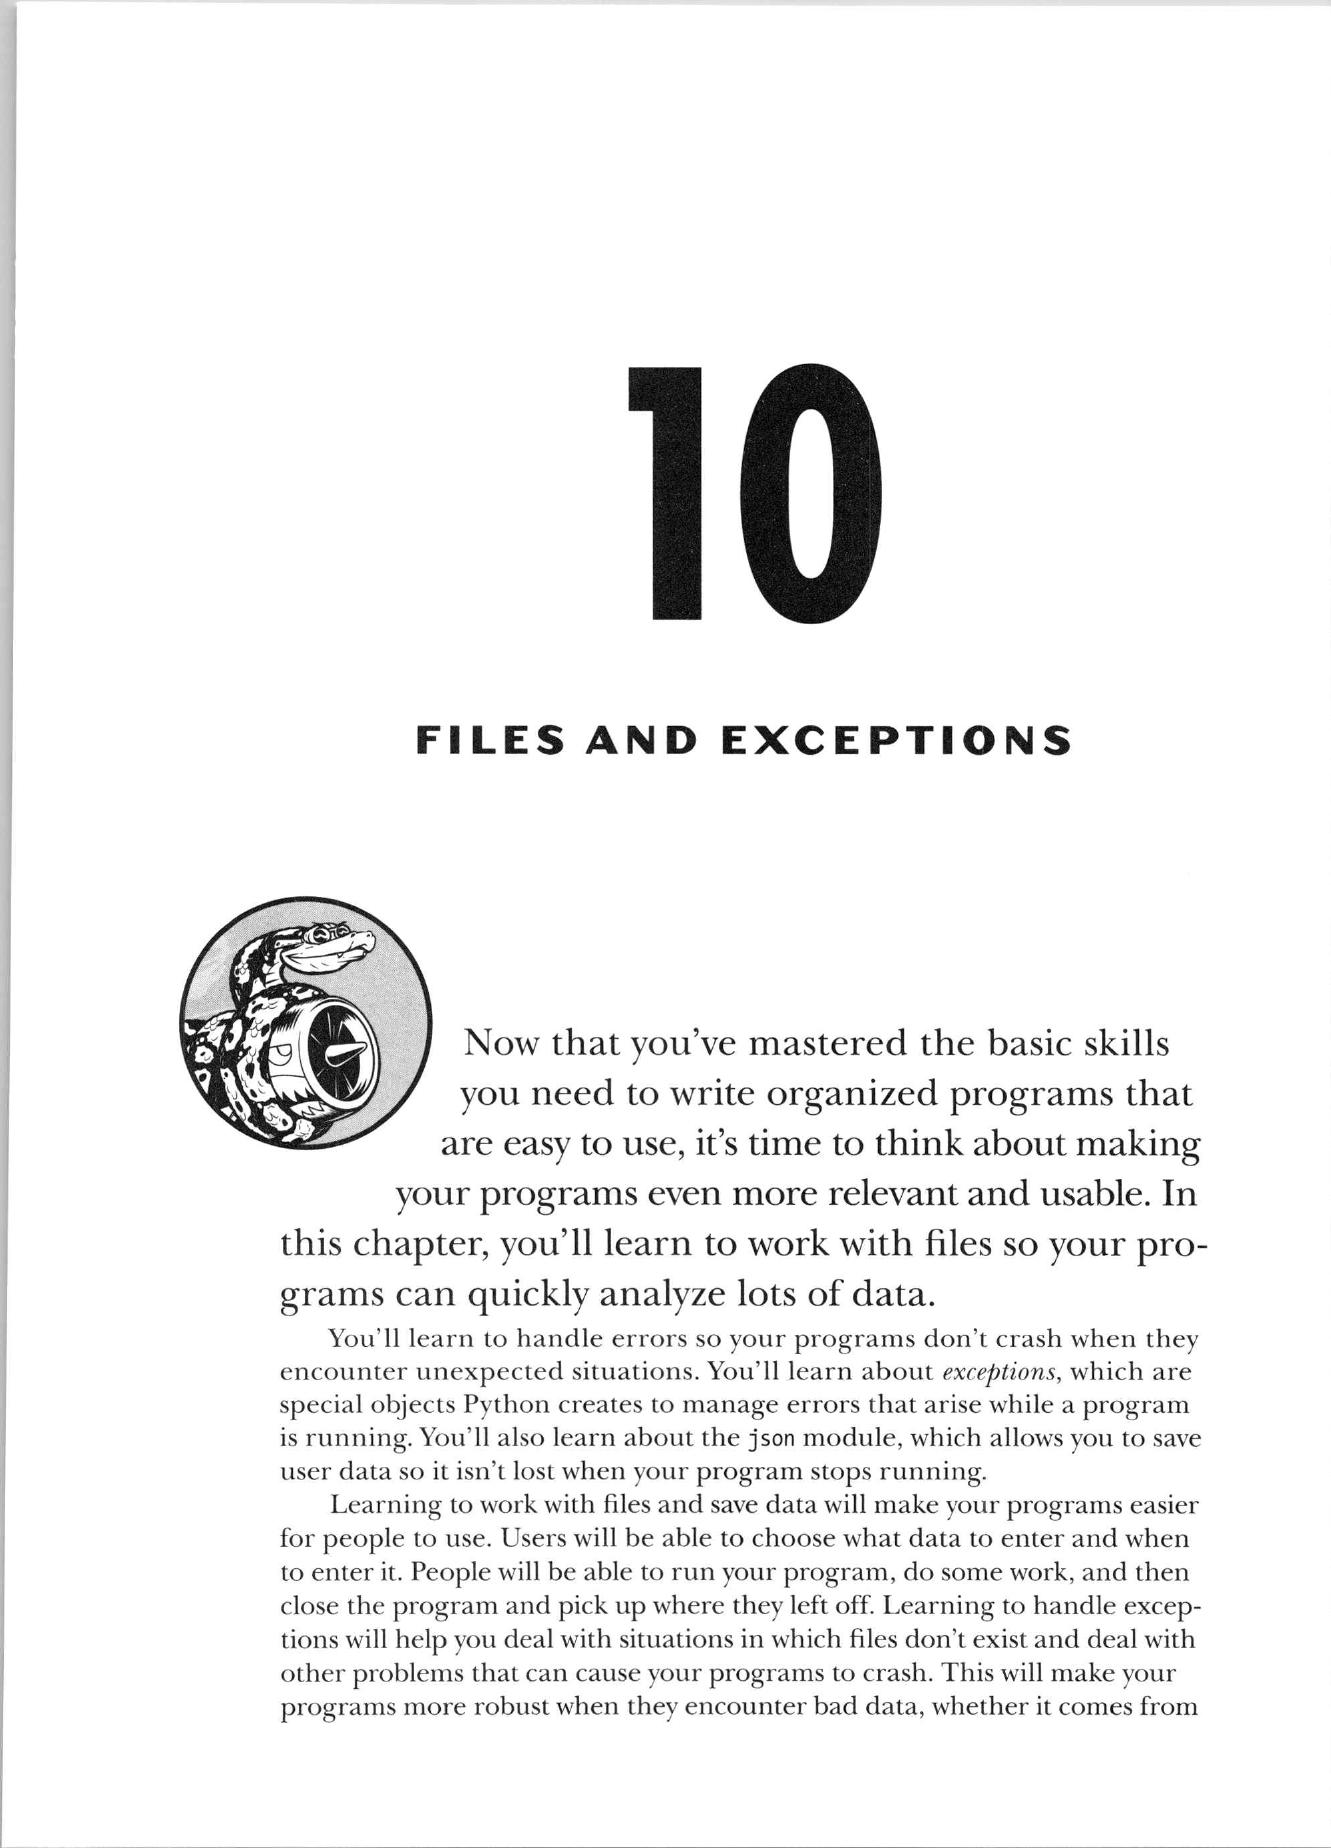 10
FILES AND EXCEPTIONS
Now that you've mastered the basic skills
you need to write organized programs that
are easy to use, it's time to think about making
your programs even more relevant and usable. In
this chapter, you'll learn to work with files so your pro-
grams can quickly analyze lots of data.
You'll learn to handle errors so your programs don't crash when they
encounter unexpected situations. You'll learn about exceptions, which are
special objects Python creates to manage errors that arise while a program
is running. You'll also learn about the json module, which allows you to save
user data so it isn't lost when your program stops running.
Learning to work with files and save data will make your programs easier
for people to use. Users will be able to choose what data to enter and when
to enter it. People will be able to run your program, do some work, and then
close the program and pick up where they left off. Learning to handle excep-
tions will help you deal with situations in which files don't exist and deal with
other problems that can cause your programs to crash. This will make your
programs more robust when they encounter bad data, whether it comes from